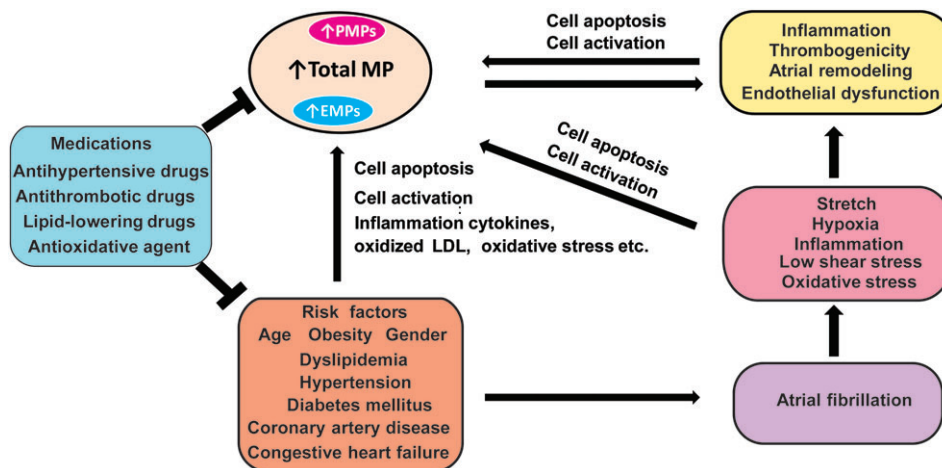 ↑PMPs
↑Total MP
↑EMPs
Cell apoptosis
Cell activation
Inflammation
Thrombogenicity
Atrial remodeling
Endothelial dysfunction
Medications
Antihypertensive drugs
Antithrombotic drugs
Lipid-lowering drugs
Antioxidative agent
Cell apoptosis
Cell activation
Inflammation cytokines,
oxidized LDL, oxidative stress etc.
Cell apoptosis
Cell activation
Stretch
Hypoxia
Inflammation
Low shear stress
Oxidative stress
Risk factors
Age Obesity Gender
Dyslipidemia
Hypertension
Diabetes mellitus
Coronary artery disease
Congestive heart failure
Atrial fibrillation